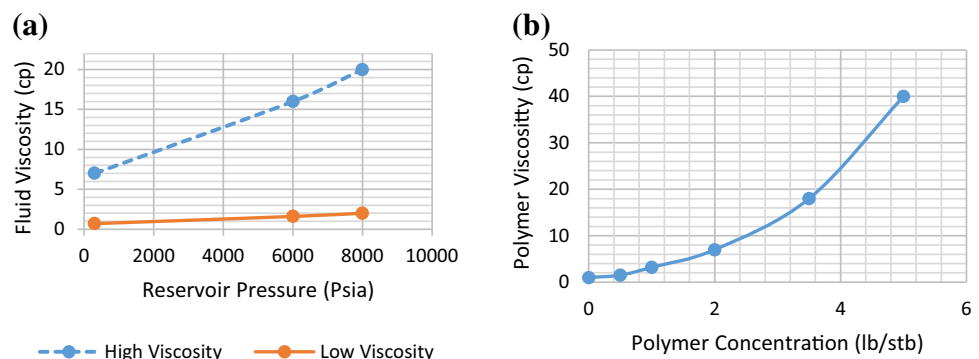 (a)
Fluid Viscosity (cp)
20
15
10
5
0
0 2000 4000 6000 8000 10000
Reservoir Pressure (Psia)
High Viscosity Low Viscosity
(b)
Polymer Viscositty (cp)
50
40
30
20
10
0
0 2 4 6
Polymer Concentration (lb/stb)